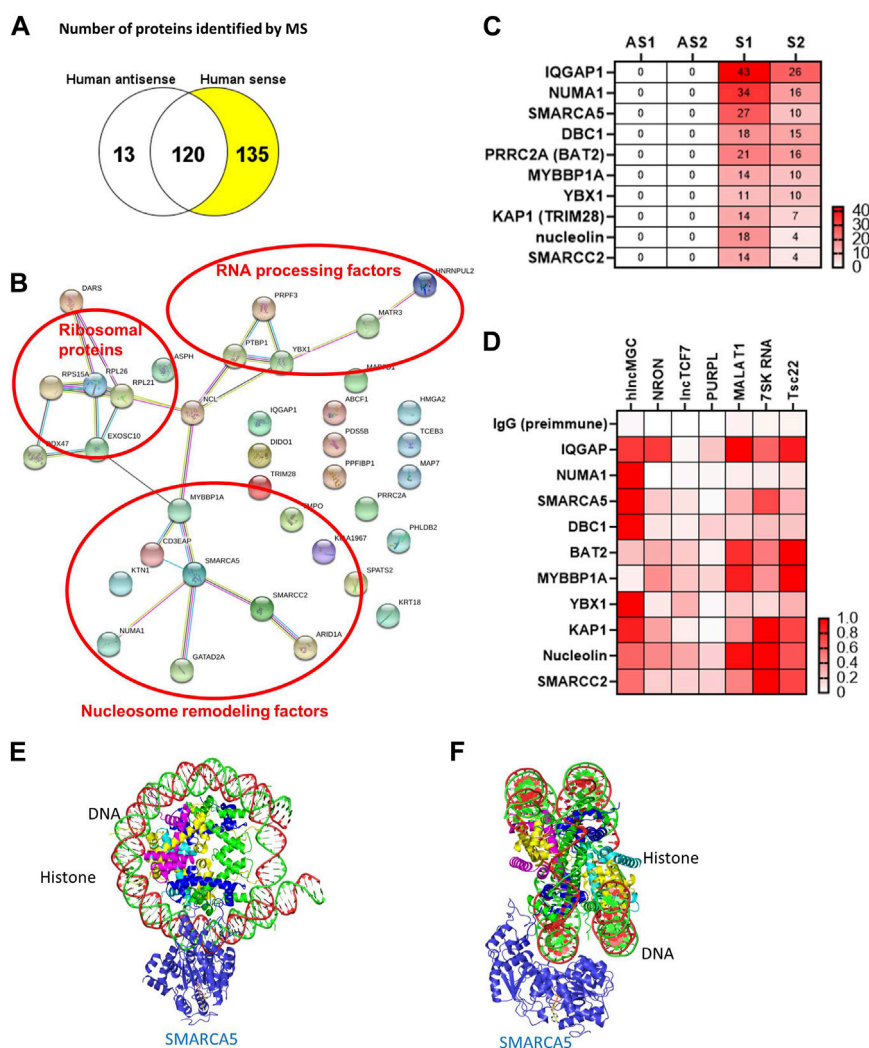 A
Number of proteins identified by MS
Human antisense
Human sense
13
120
135
B
RNA processing factors
HNRNPUL2
DARS
PRPF3
MATR3
Ribosomal
proteins
PTBP1
YBX1
ASPH
RPS15A
RPL26
RPL21
NCL
DDX47
EXOSC10
IQGAP1
ABCF1
HMGA2
DIDO1
PDS5B
TCEB3
TRIM28
PPFIBP1
MAP7
MYBBP1A
PRRC2A
CD3EAP
KIAA1967
PHLDB2
SMARCA5
KTN1
SPATS2
SMARCC2
KRT18
NUMA1
ARID1A
GATAD2A
Nucleosome remodeling factors
C
AS1 AS2 S1 S2
IQGAP1 0 0 43 26
NUMA1 0 0 34 16
SMARCA5 0 0 27 10
DBC1 0 0 18 15
PRRC2A (BAT2) 0 0 21 16
MYBBP1A 0 0 14 10
YBX1 0 0 11 10
KAP1 (TRIM28) 0 0 14 7
nucleolin 0 0 18 4
SMARCC2 0 0 14 4
40
30
20
10
0
D
hlncMGC NRON lncTCF7 PURPL MALAT1 7SK RNA Tsc22
IgG (preimmune)
IQGAP
NUMA1
SMARCA5
DBC1
BAT2
MYBBP1A
YBX1
KAP1
Nucleolin
SMARCC2
1.0
0.8
0.6
0.4
0.2
0
E
DNA
Histone
SMARCA5
F
Histone
DNA
SMARCA5